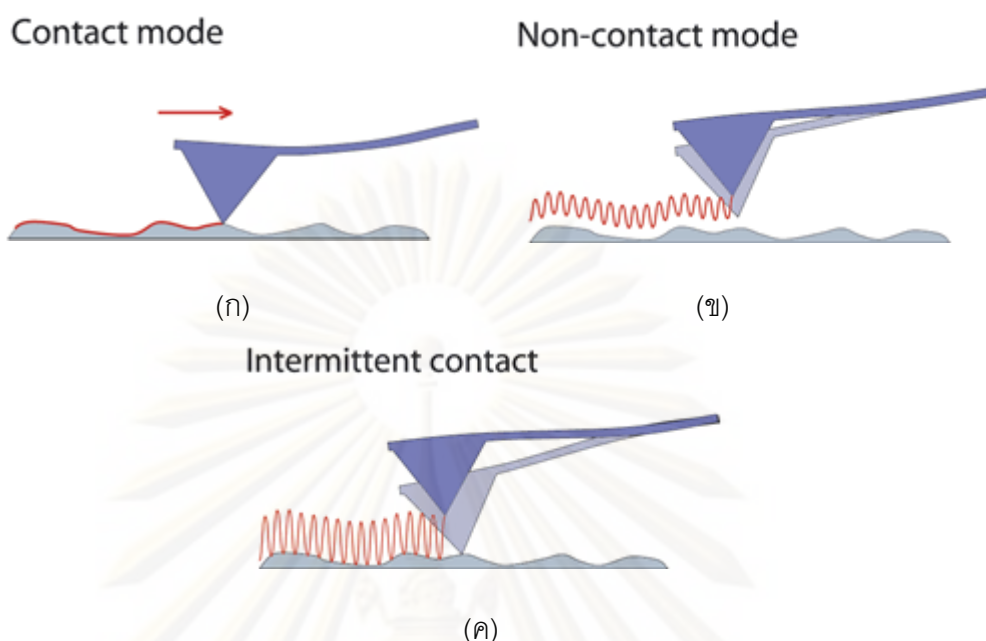 Contact mode
Non-contact mode
(ก)
(ข)
Intermittent contact
(ค)